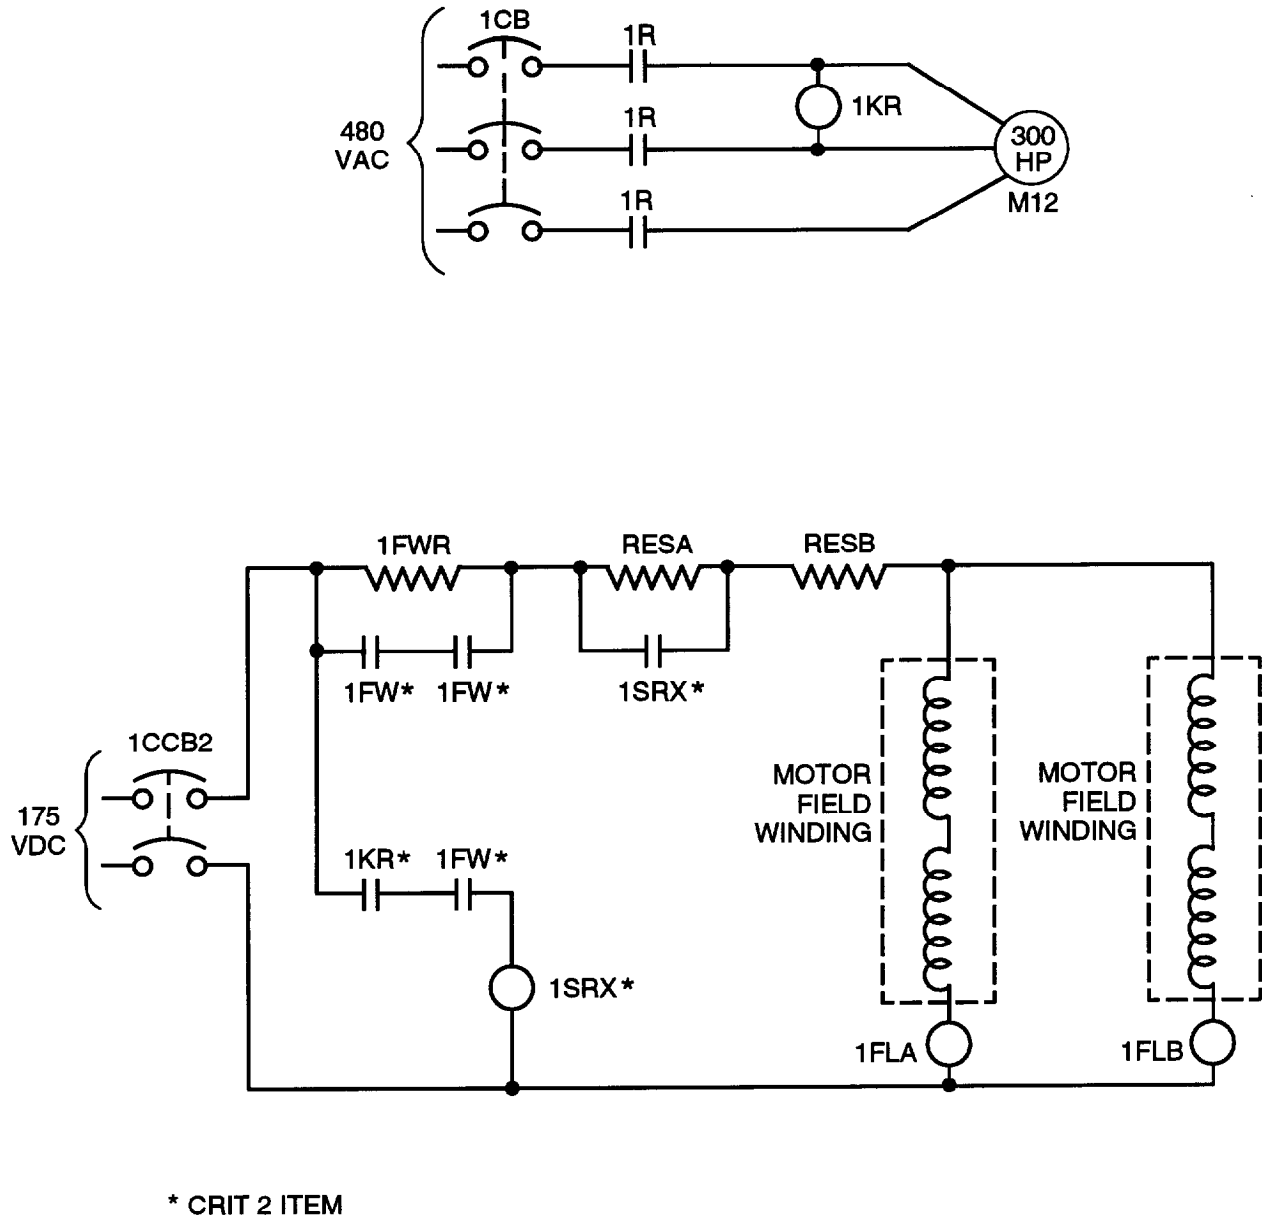 1CB
1R
1KR
480
VAC
1R
300
HP
M12
1R
1FWR
RESA
RESB
1FW*
1FW*
1SRX*
1CCB2
175
VDC
MOTOR
FIELD
WINDING
MOTOR
FIELD
WINDING
1KR*
1FW*
1SRX*
1FLA
1FLB
* CRIT 2 ITEM